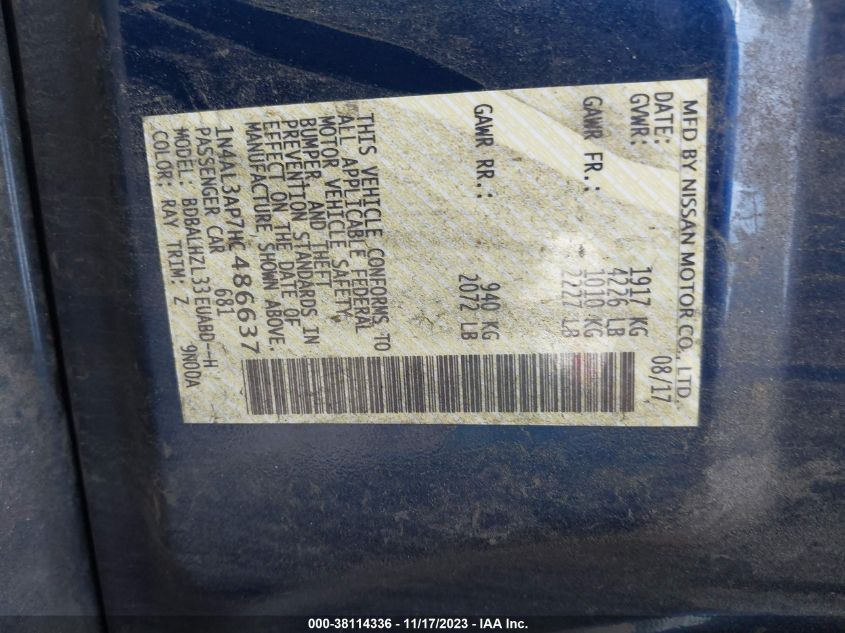 MFD BY NISSAN MOTOR CO., LTD.
DATE: 08/17
GVWR: 1917 KG
4226 LB
GAWR FR.: 1010 KG
2227 LB
GAWR RR.: 940 KG
2072 LB
THIS VEHICLE CONFORMS TO
ALL APPLICABLE FEDERAL
MOTOR VEHICLE SAFETY,
BUMPER, AND THEFT
PREVENTION STANDARDS IN
EFFECT ON THE DATE OF
MANUFACTURE SHOWN ABOVE.
1N4AL3AP7HC 486637
PASSENGER CAR 681
MODEL: BDBALHZL33EUABD--H
COLOR: RAY TRIM: Z 9N00A
000-38114336 - 11/17/2023 - IAA Inc.